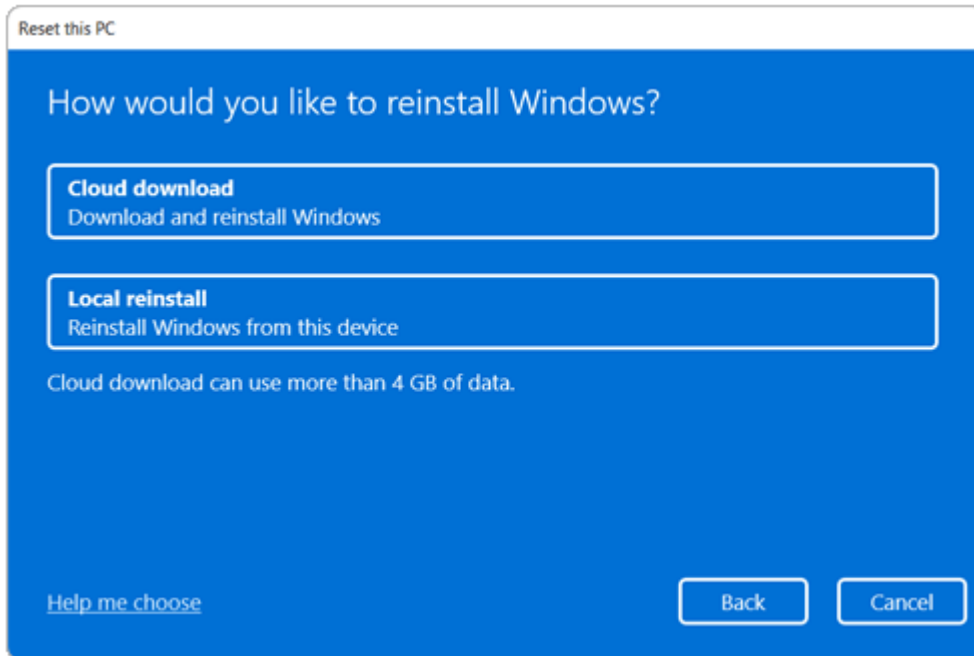 Reset this PC
How would you like to reinstall Windows?
Cloud download
Download and reinstall Windows
Local reinstall
Reinstall Windows from this device
Cloud download can use more than 4 GB of data.
Help me choose
Back
Cancel